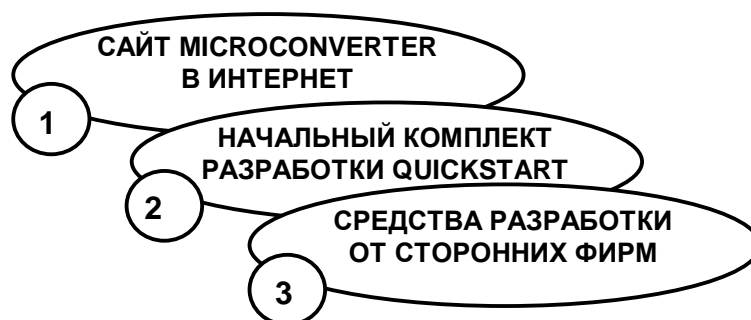 САЙТ MICROCONVERTER
В ИНТЕРНЕТ
1
НАЧАЛЬНЫЙ КОМПЛЕКТ
РАЗРАБОТКИ QUICKSTART
2
СРЕДСТВА РАЗРАБОТКИ
ОТ СТОРОННИХ ФИРМ
3